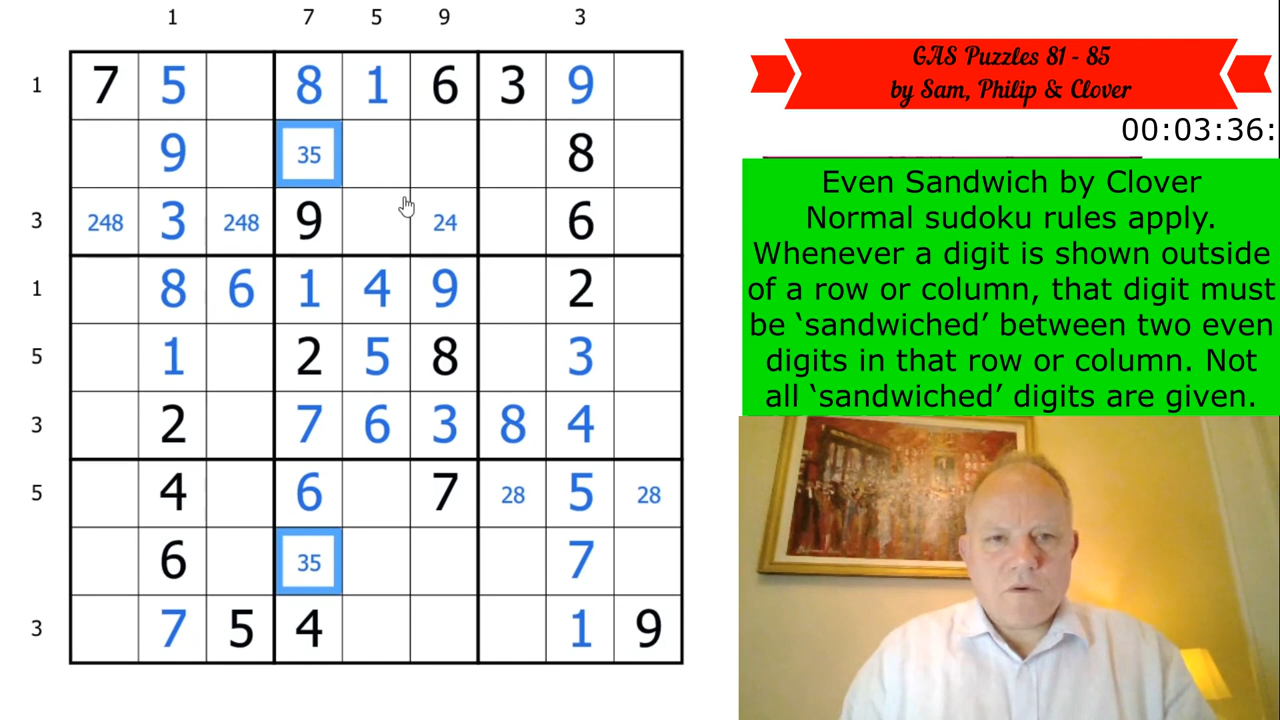 1 7 5 9 3
GAS Puzzles 81 - 85
by Sam, Philip & Clover
00:03:36:
1 7 5 8 1 6 3 9
9 35 8
3 248 3 248 9 24 6
1 8 6 1 4 9 2
5 1 2 5 8 3
3 2 7 6 3 8 4
5 4 6 7 28 5 28
6 35 7
3 7 5 4 1 9
Even Sandwich by Clover
Normal sudoku rules apply.
Whenever a digit is shown outside
of a row or column, that digit must
be ‘sandwiched’ between two even
digits in that row or column. Not
all ‘sandwiched’ digits are given.